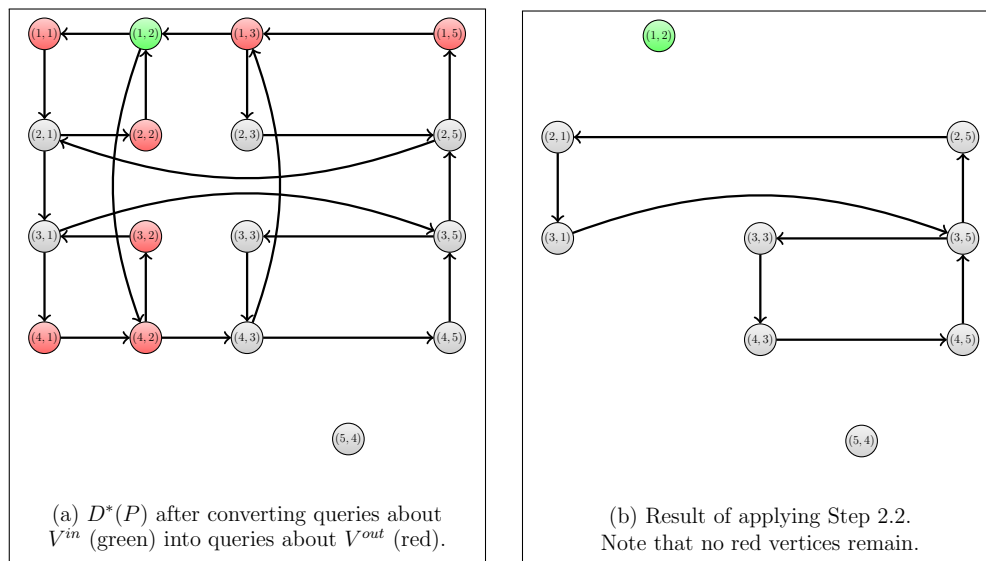 (1, 1) (1, 2) (1, 3) (1, 5)
(2, 1) (2, 2) (2, 3) (2, 5)
(3, 1) (3, 2) (3, 3) (3, 5)
(4, 1) (4, 2) (4, 3) (4, 5)
(5, 4)
(a) D*(P) after converting queries about
V^{in} (green) into queries about V^{out} (red).
(1, 2)
(2, 1) (2, 5)
(3, 1) (3, 3) (3, 5)
(4, 3) (4, 5)
(5, 4)
(b) Result of applying Step 2.2.
Note that no red vertices remain.